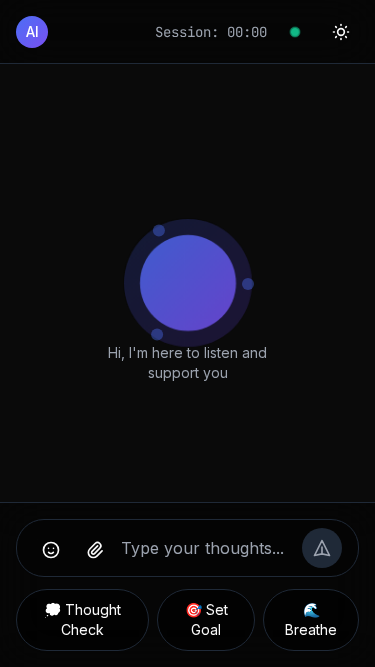 AI
Session: 00:00
Hi, I'm here to listen and
support you
Type your thoughts...
💭 Thought
Check
🎯 Set
Goal
🌊
Breathe